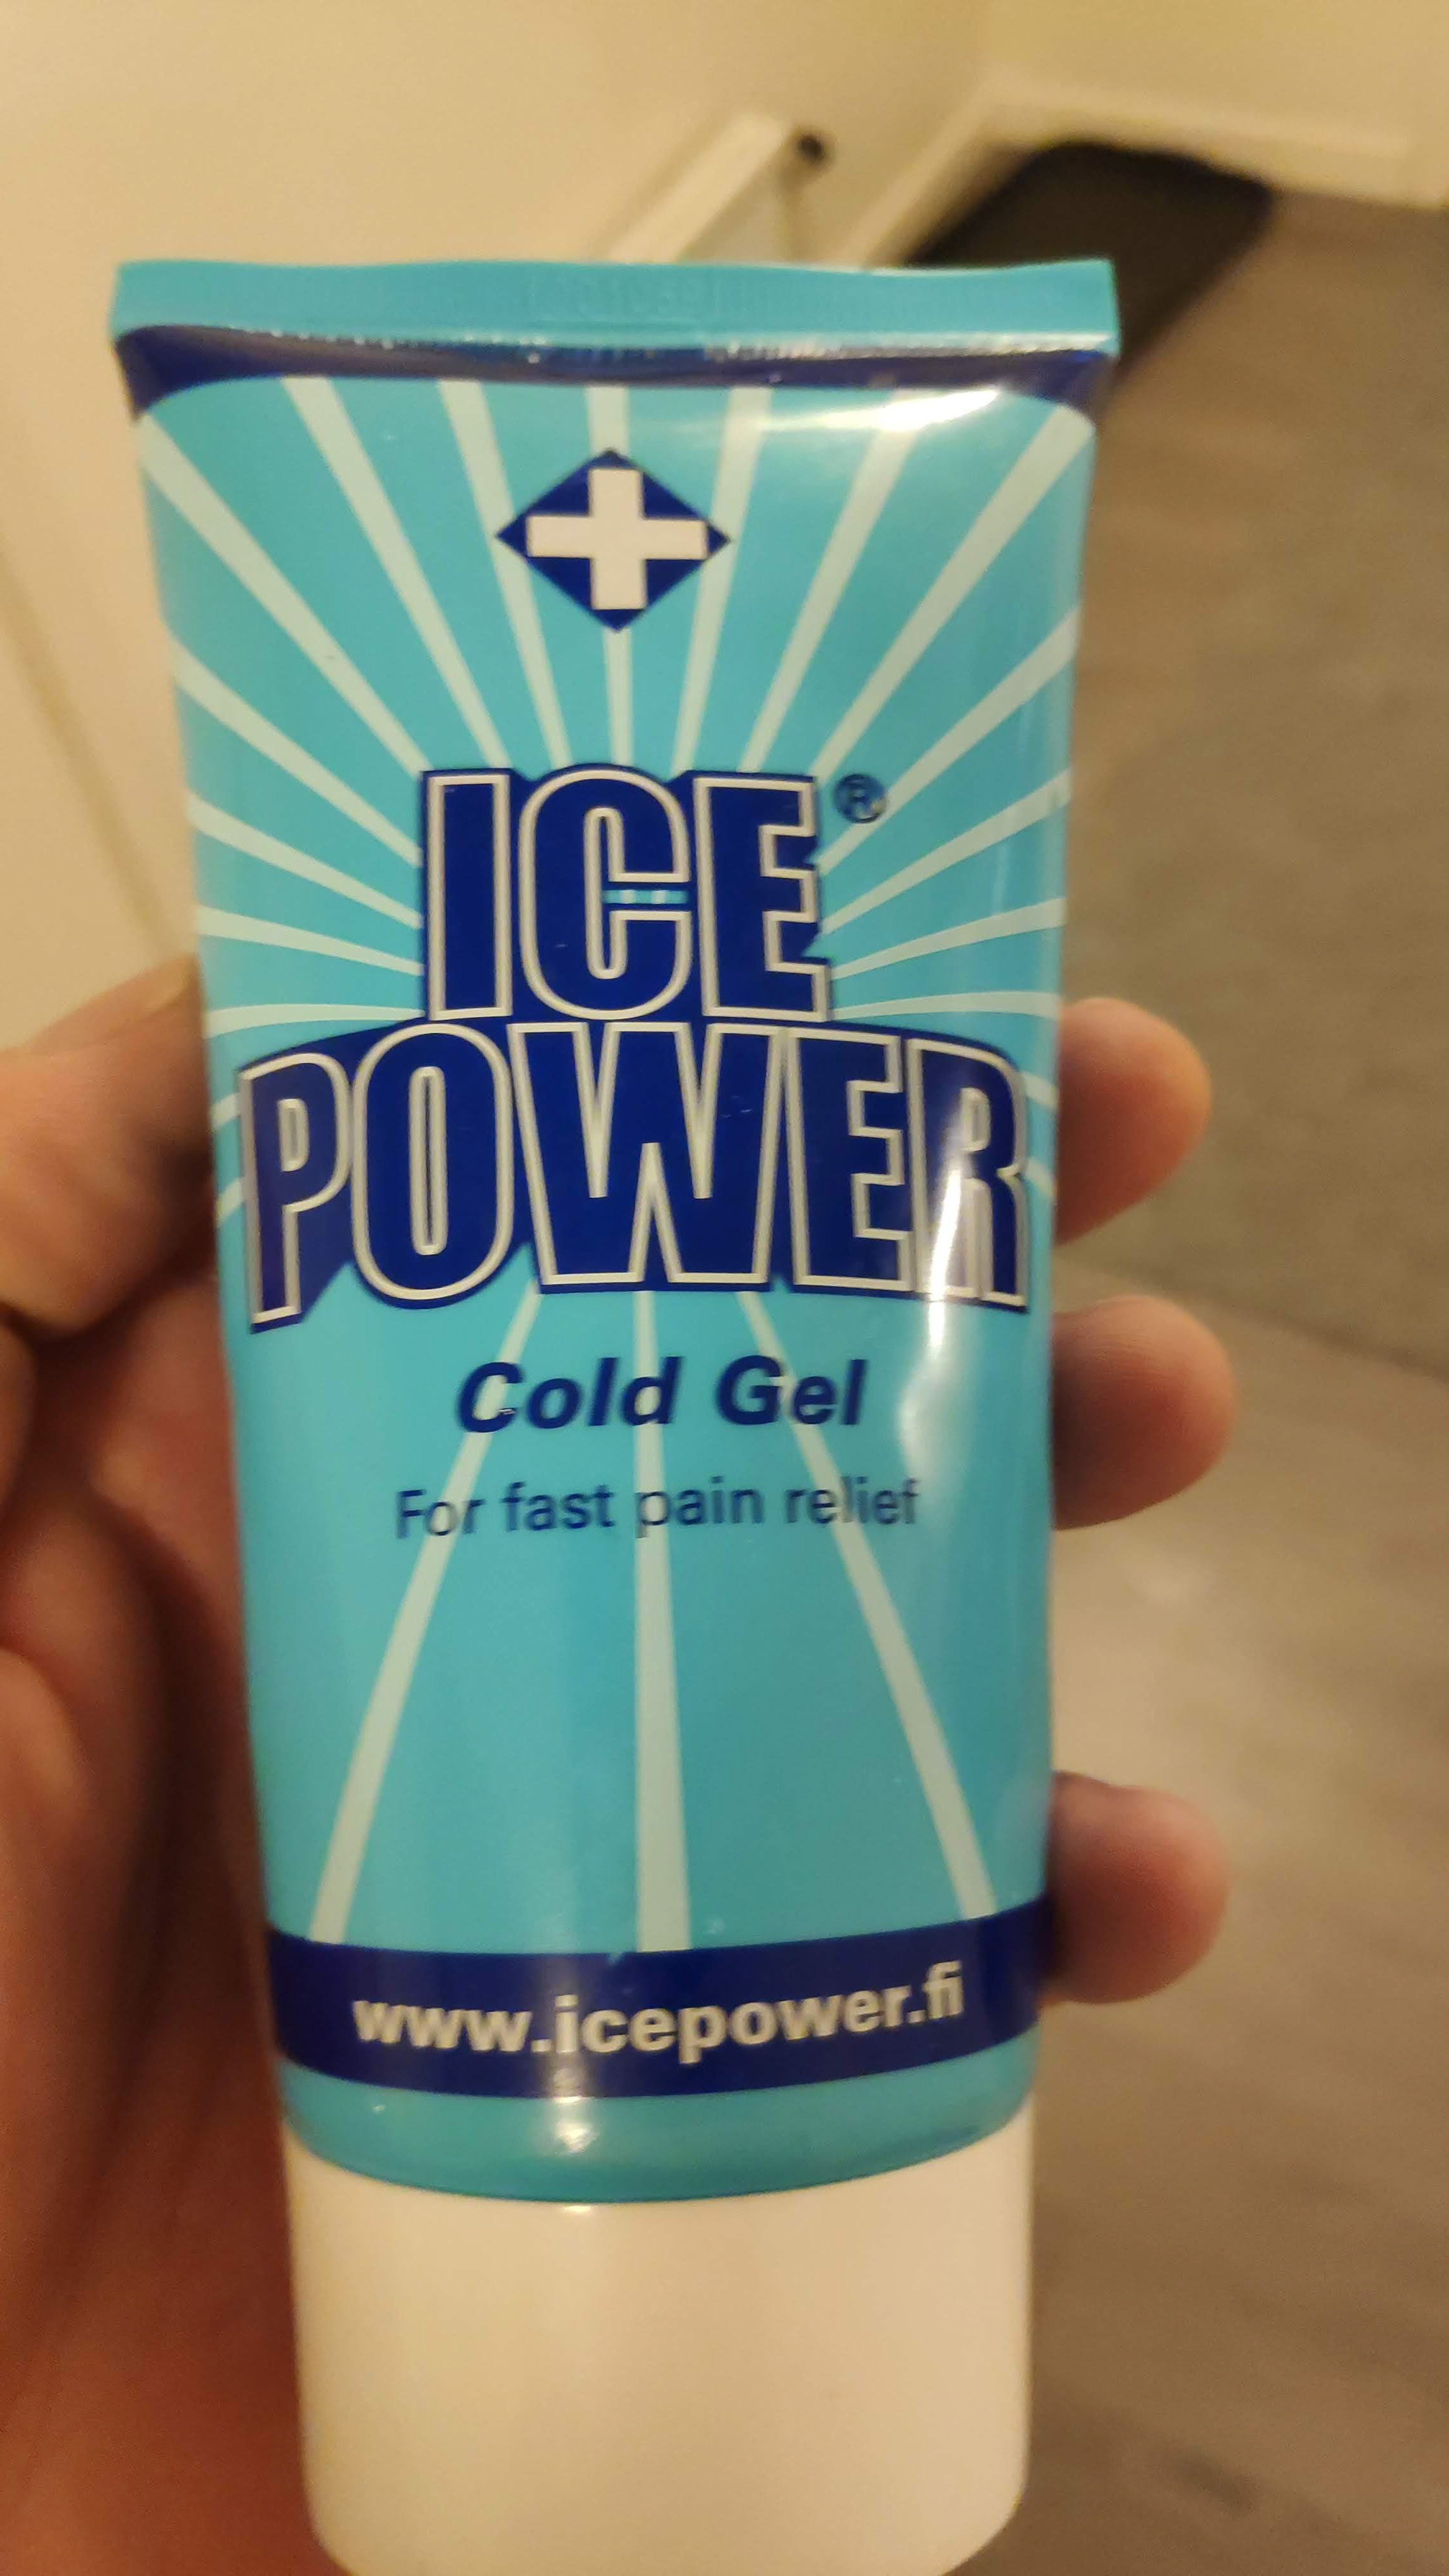 ICE®
POWER
Cold Gel
For fast pain relief
www.icepower.fi